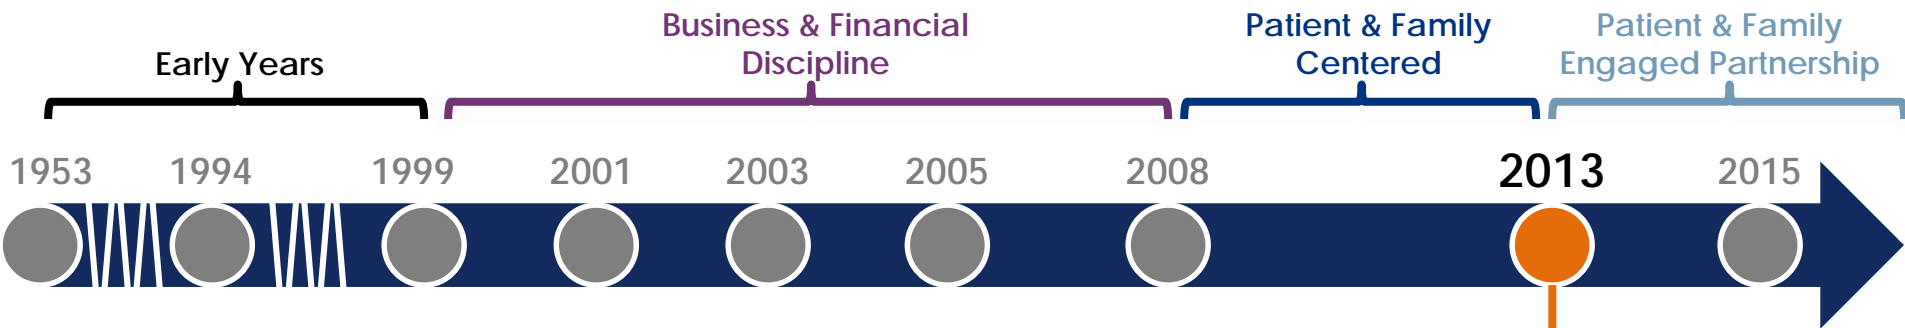 Early Years
Business & Financial
Discipline
Patient & Family
Centered
Patient & Family
Engaged Partnership
1953 1994 1999 2001 2003 2005 2008 2013 2015